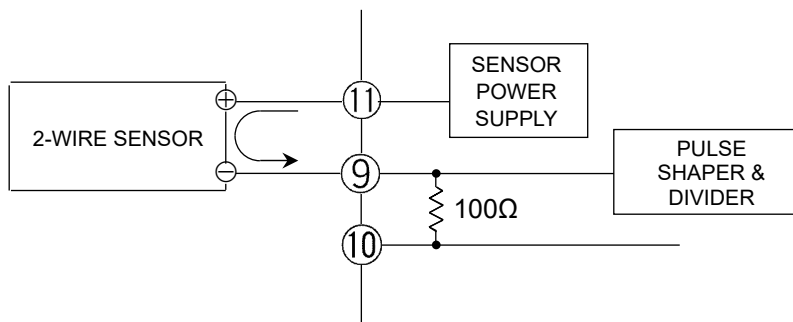 2-WIRE SENSOR
+
−
11
9
10
SENSOR
POWER
SUPPLY
PULSE
SHAPER &
DIVIDER
100Ω